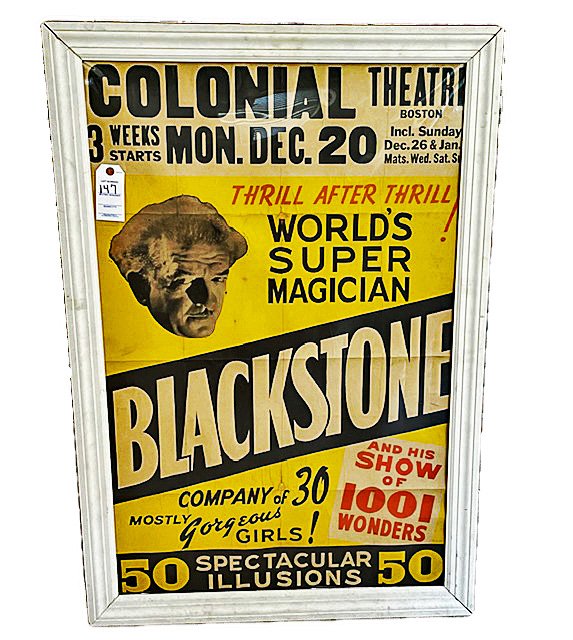 COLONIAL THEATR
BOSTON
3 WEEKS STARTS MON. DEC. 20
Incl. Sunday
Dec. 26 & Jan.
Mats. Wed. Sat.
147
THRILL AFTER THRILL!
WORLD'S
SUPER
MAGICIAN
BLACKSTONE
COMPANY of 30
MOSTLY Gorgeous GIRLS!
AND HIS
SHOW
OF
1001
WONDERS
50 SPECTACULAR ILLUSIONS 50